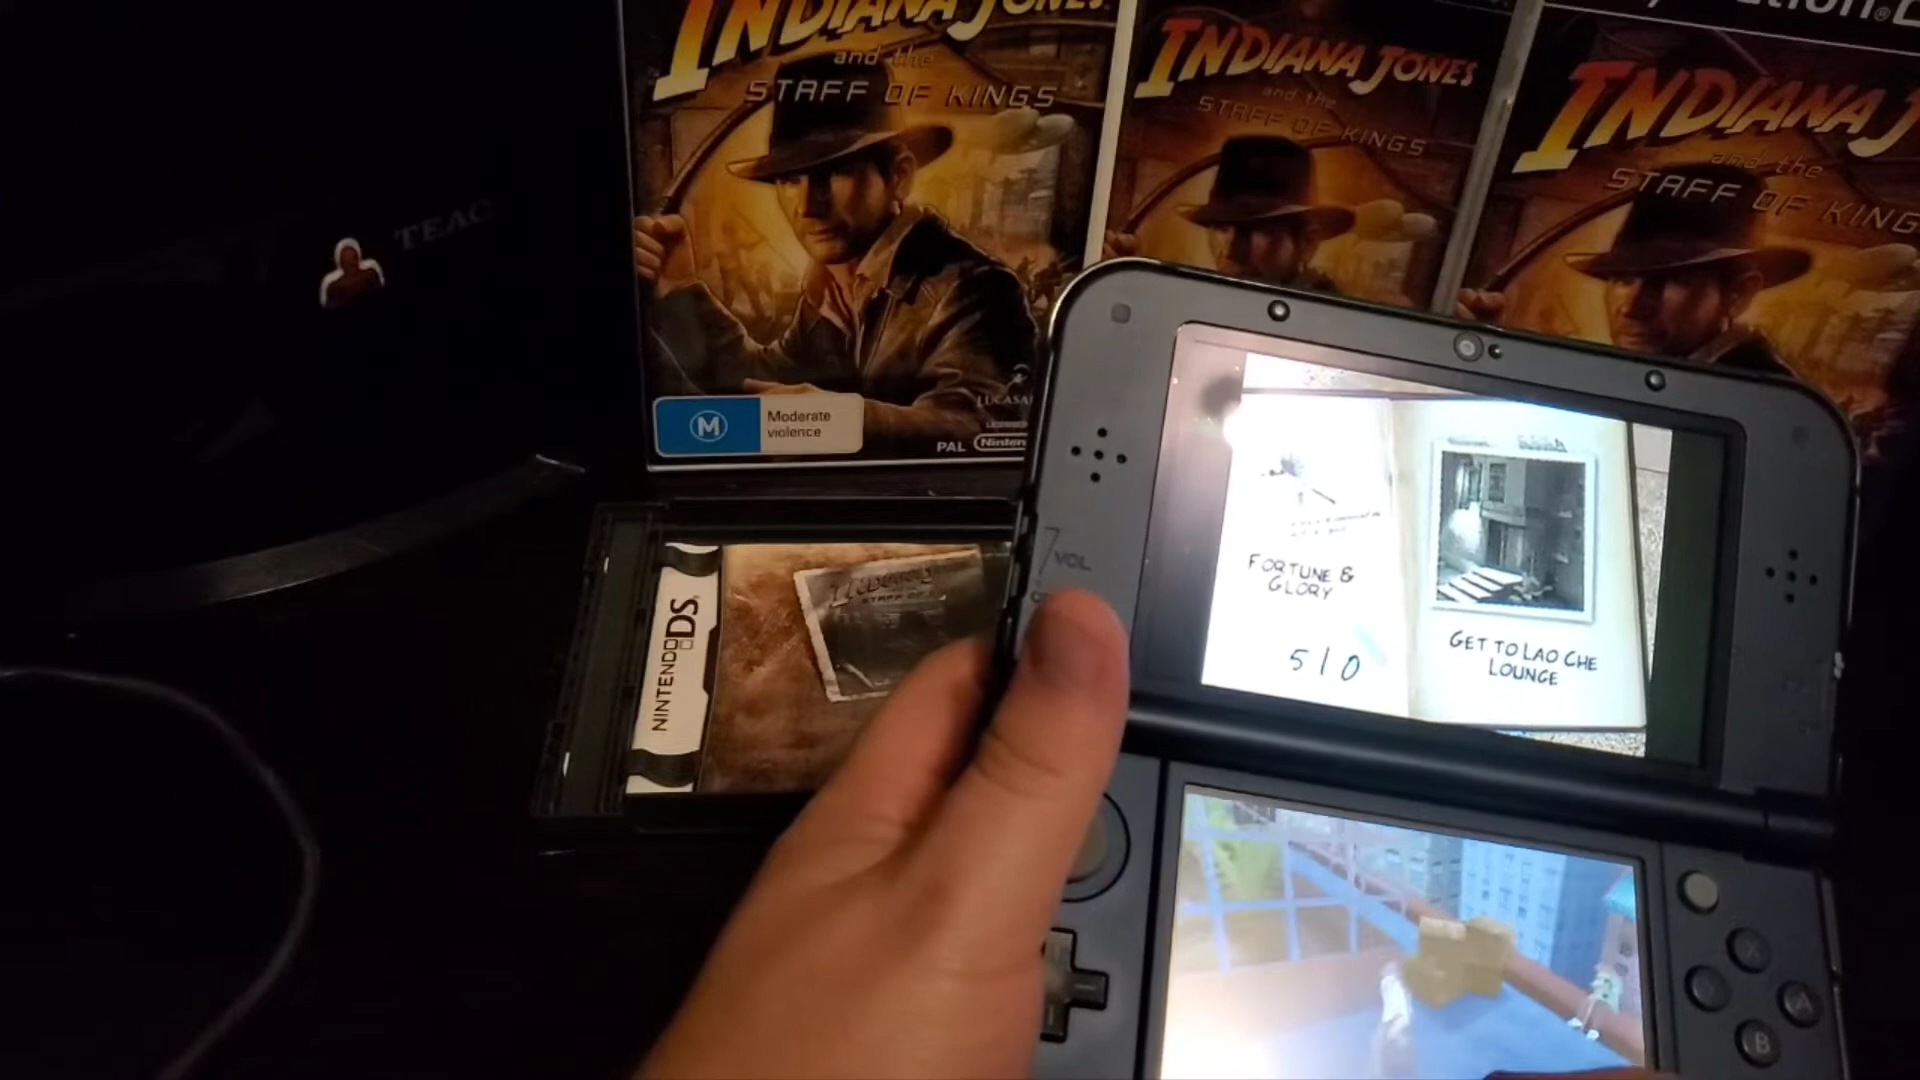 INDIANA JONES
and the
STAFF OF KINGS
M
Moderate
violence
PAL
INDIANA JONES
and the
STAFF OF KINGS
INDIANA J
and the
STAFF OF KING
TEAC
NINTENDO DS
VOL
FORTUNE &
GLORY
510
GET TO LAO CHE
LOUNGE
X
Y
A
B